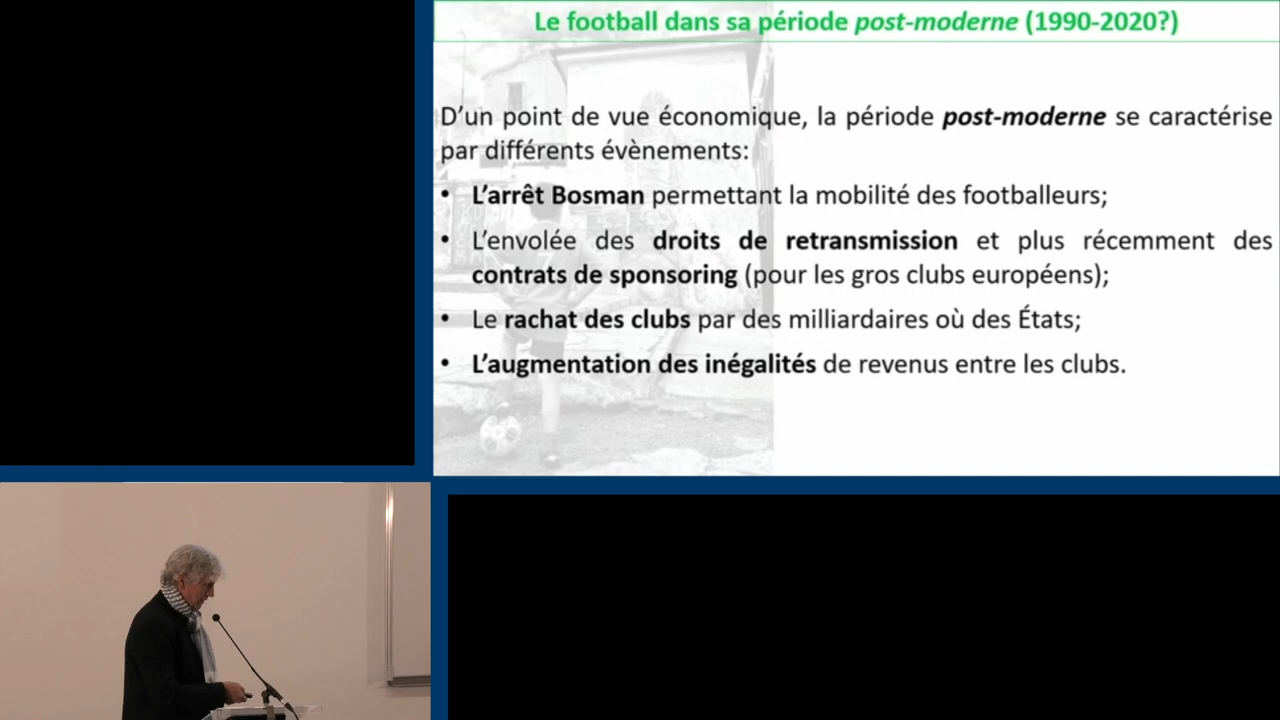 Le football dans sa période post-moderne (1990-2020?)
D’un point de vue économique, la période post-moderne se caractérise
par différents évènements:
• L’arrêt Bosman permettant la mobilité des footballeurs;
• L’envolée des droits de retransmission et plus récemment des
contrats de sponsoring (pour les gros clubs européens);
• Le rachat des clubs par des milliardaires où des États;
• L’augmentation des inégalités de revenus entre les clubs.